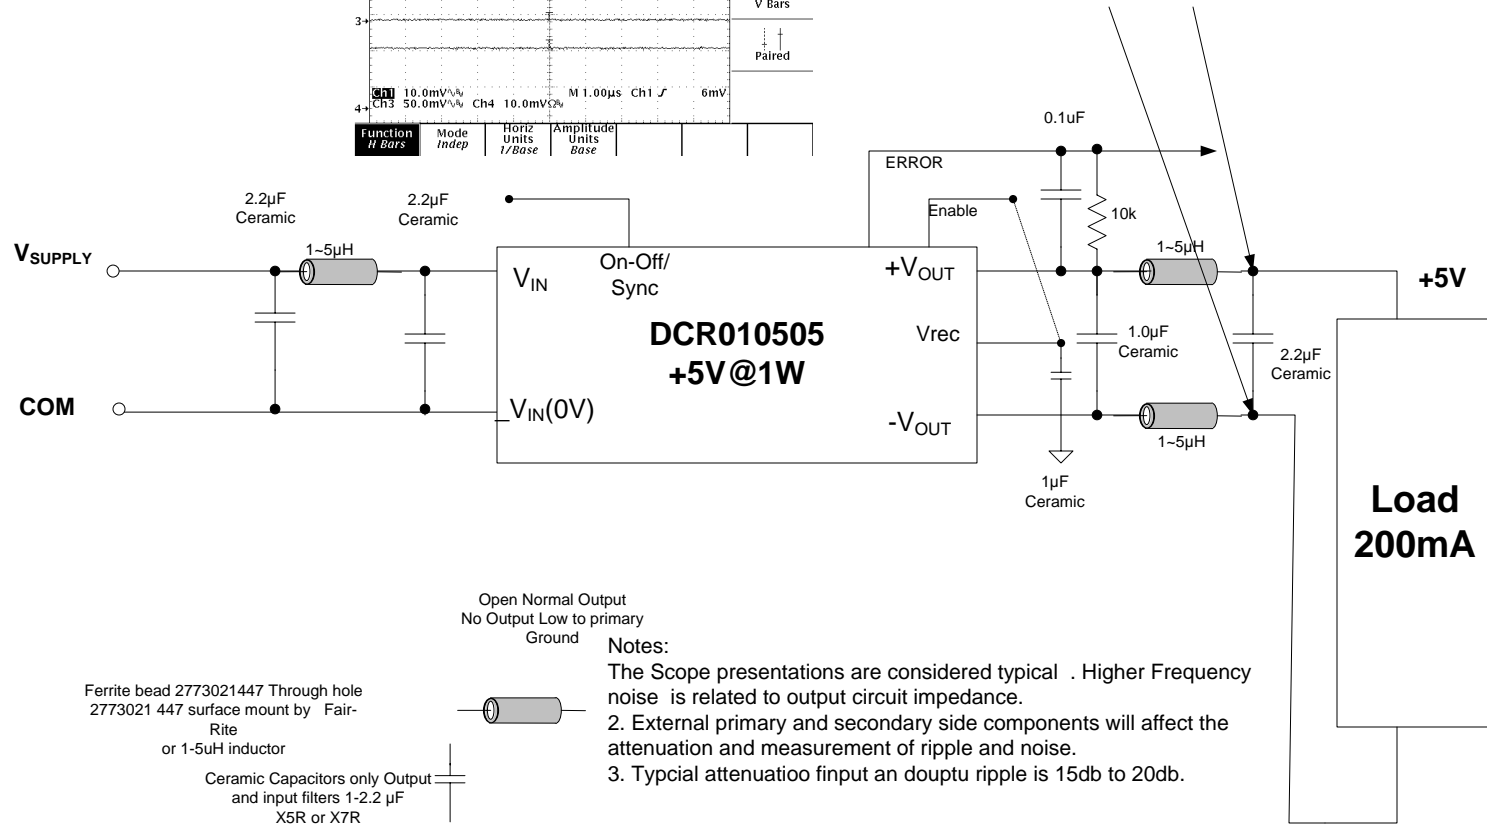 V Bars
3→
Paired
Ch1 10.0mV M 1.00µs Ch1 6mV
Ch3 50.0mV Ch4 10.0mVΩ
4→
Function
H Bars
Mode
Indep
Horiz
Units
1/Base
Amplitude
Units
Base
0.1uF
ERROR
2.2µF
Ceramic
2.2µF
Ceramic
Enable
10k
VSUPPLY
1~5µH
VIN
On-Off/
Sync
+VOUT
1~5µH
+5V
DCR010505
+5V@1W
Vrec
1.0µF
Ceramic
2.2µF
Ceramic
COM
_VIN(0V)
-VOUT
1~5µH
1µF
Ceramic
Load
200mA
Open Normal Output
No Output Low to primary
Ground
Notes:
The Scope presentations are considered typical . Higher Frequency
noise is related to output circuit impedance.
2. External primary and secondary side components will affect the
attenuation and measurement of ripple and noise.
3. Typcial attenuatioo finput an douptu ripple is 15db to 20db.
Ferrite bead 2773021447 Through hole
2773021 447 surface mount by Fair-
Rite
or 1-5uH inductor
Ceramic Capacitors only Output
and input filters 1-2.2 µF
X5R or X7R